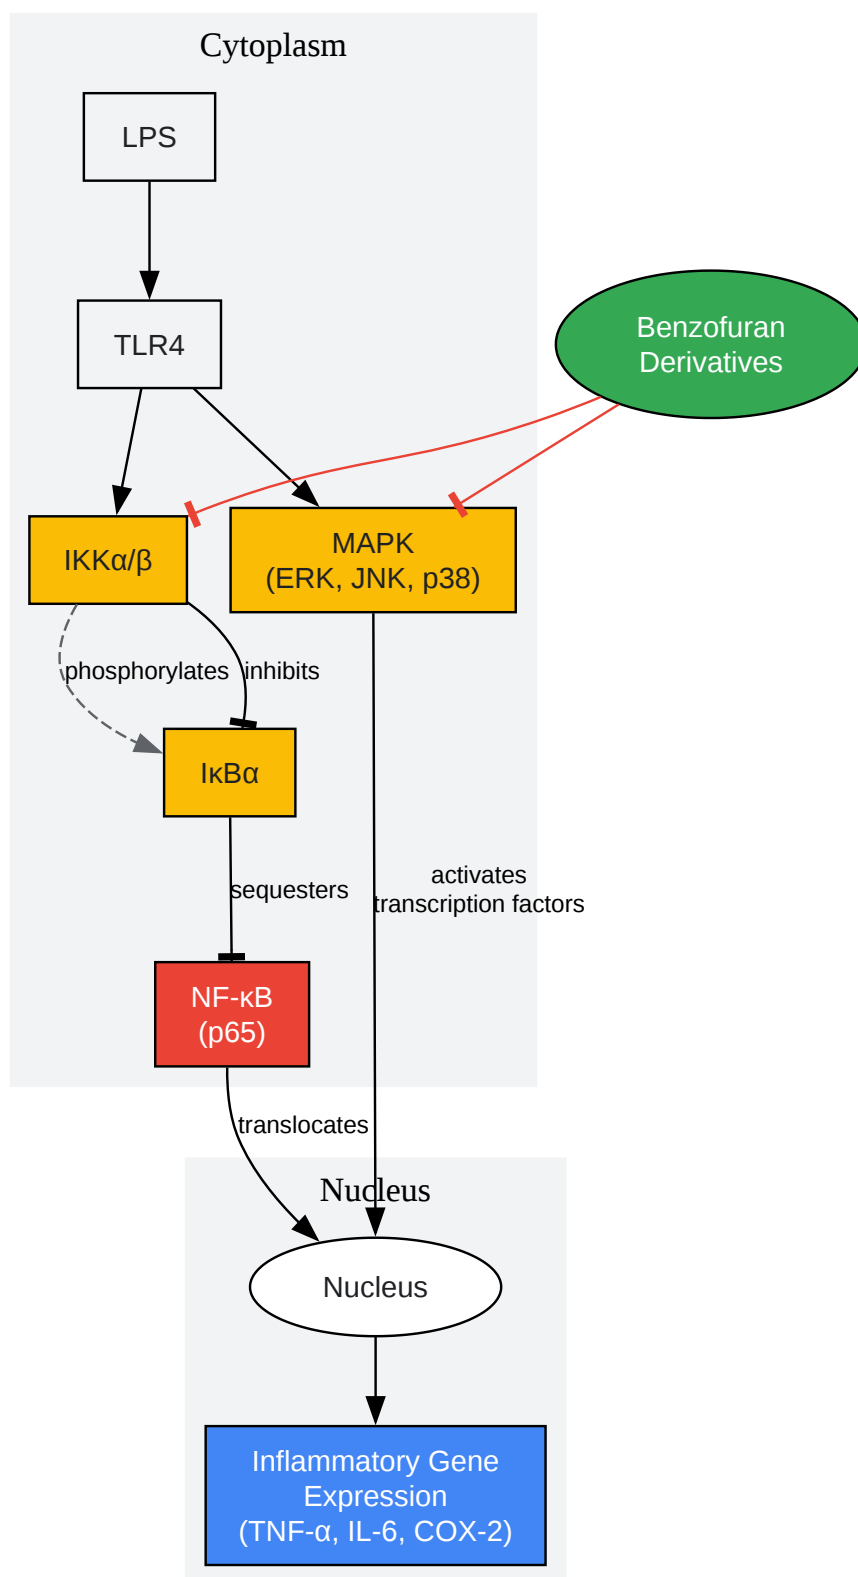 Cytoplasm
LPS
TLR4
Benzofuran
Derivatives
IKKα/β
MAPK
(ERK, JNK, p38)
phosphorylates
inhibits
IκBα
sequesters
activates
transcription factors
NF-κB
(p65)
translocates
Nucleus
Nucleus
Inflammatory Gene
Expression
(TNF-α, IL-6, COX-2)